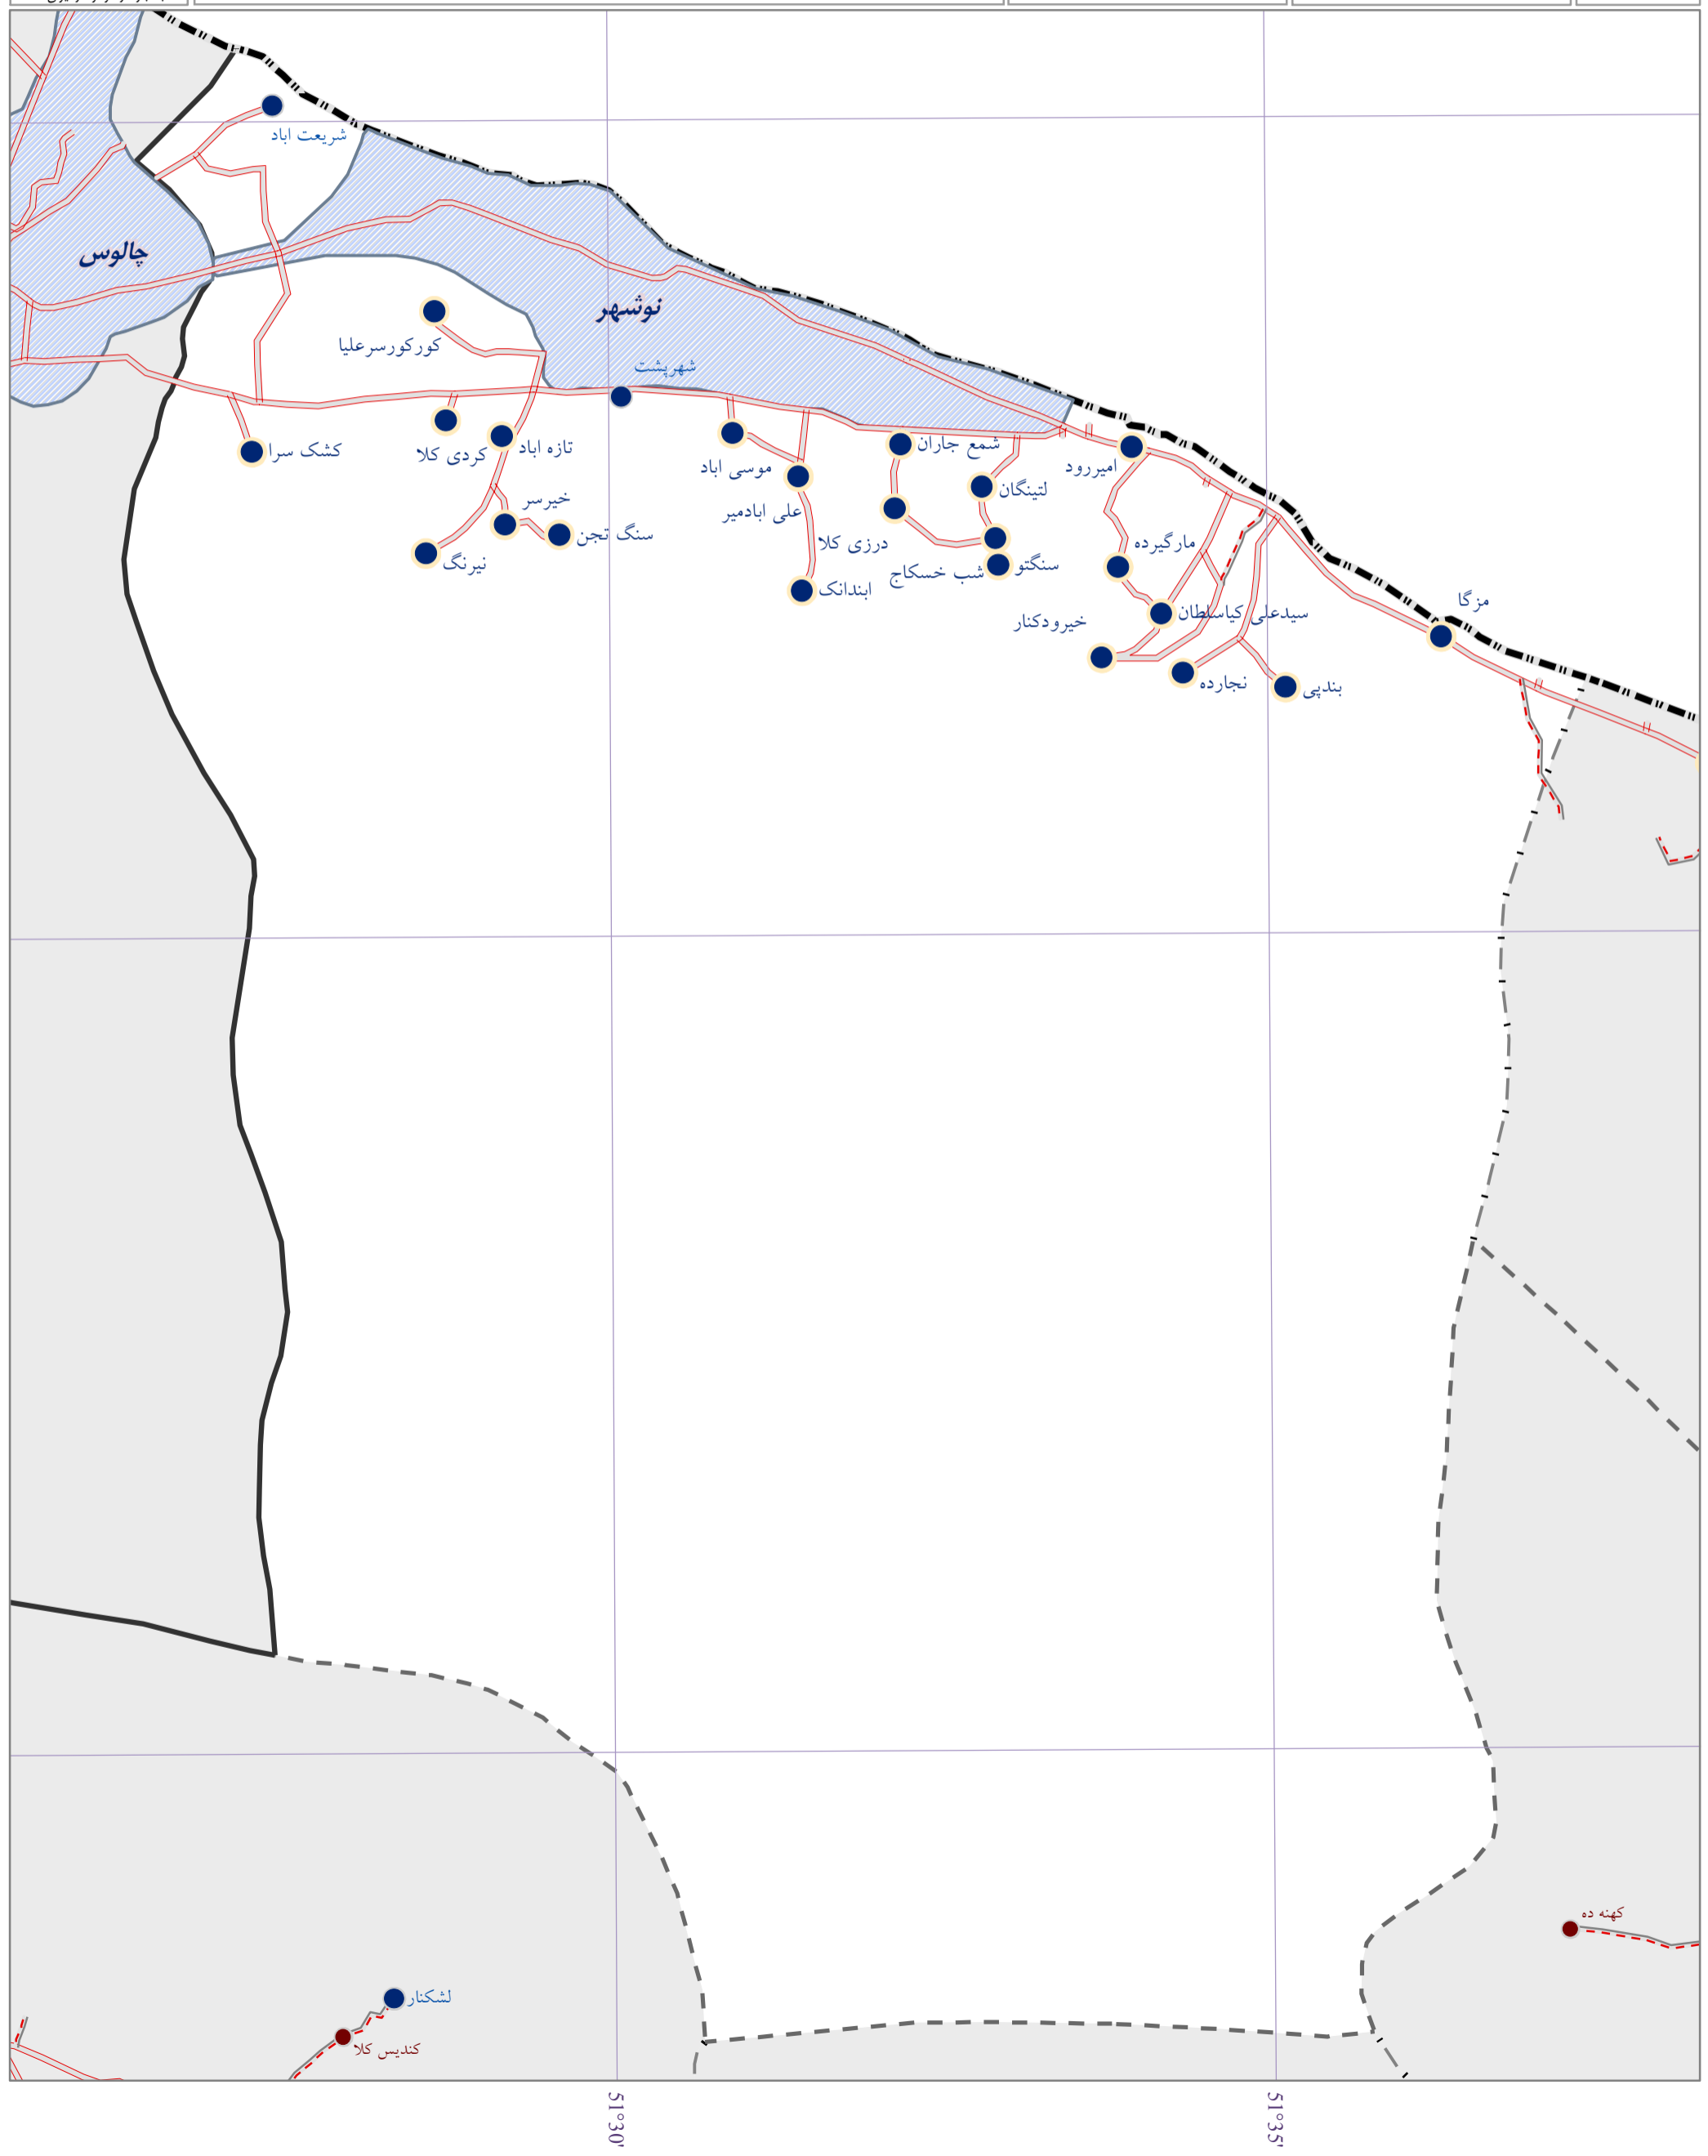 شریعت اباد
چالوس
نوشهر
کورکورسرعلیا
شهرپشت
کشک سرا
کردی کلا
تازه اباد
موسی اباد
شمع جاران
امیررود
خیرسر
علی ابادمیر
لتینگان
سنگ تجن
نیرنگ
درزی کلا
مارگیرده
شب خسکاج
سنگتو
ابندانک
سیدعلی کیاسلطان
خیرودکنار
مزگا
نجارده
بندپی
کهنه ده
لشکنار
کندیس کلا
51°30'
51°35'